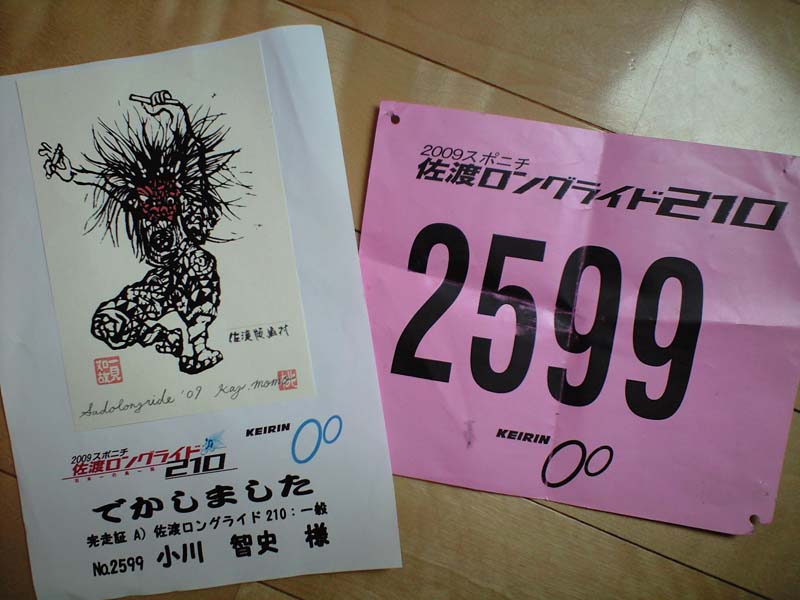 佐渡版画村
Sadolongride '09 Kaz. Mom
2009スポニチ
佐渡ロングライド210
KEIRIN
でかしました
完走証 A) 佐渡ロングライド210:一般
No.2599 小川 智史 様
2009スポニチ
佐渡ロングライド210
2599
KEIRIN